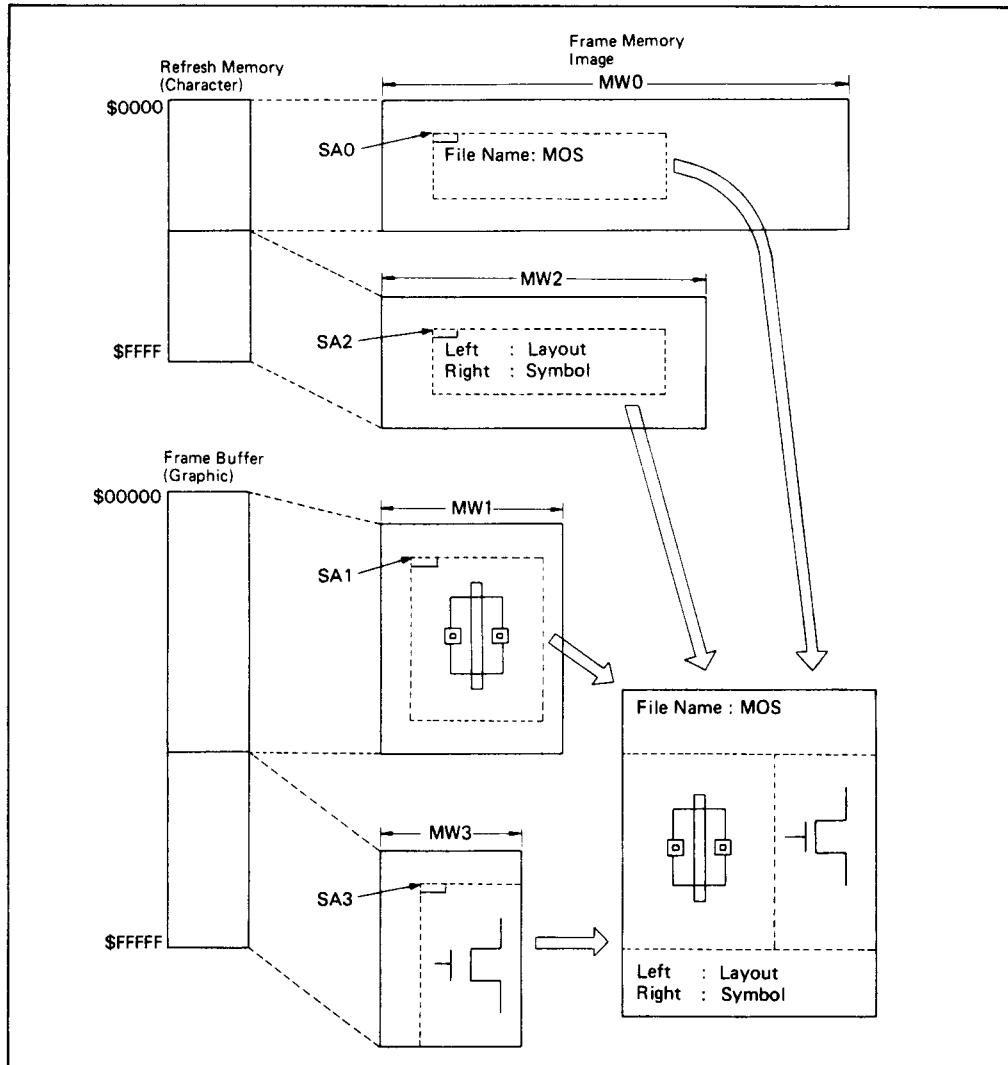 Frame Memory
Image
Refresh Memory
(Character)
MW0
$0000
SA0
File Name: MOS
MW2
SA2
Left : Layout
Right : Symbol
$FFFF
Frame Buffer
(Graphic)
$00000
MW1
SA1
File Name : MOS
MW3
SA3
$FFFFF
Left : Layout
Right : Symbol